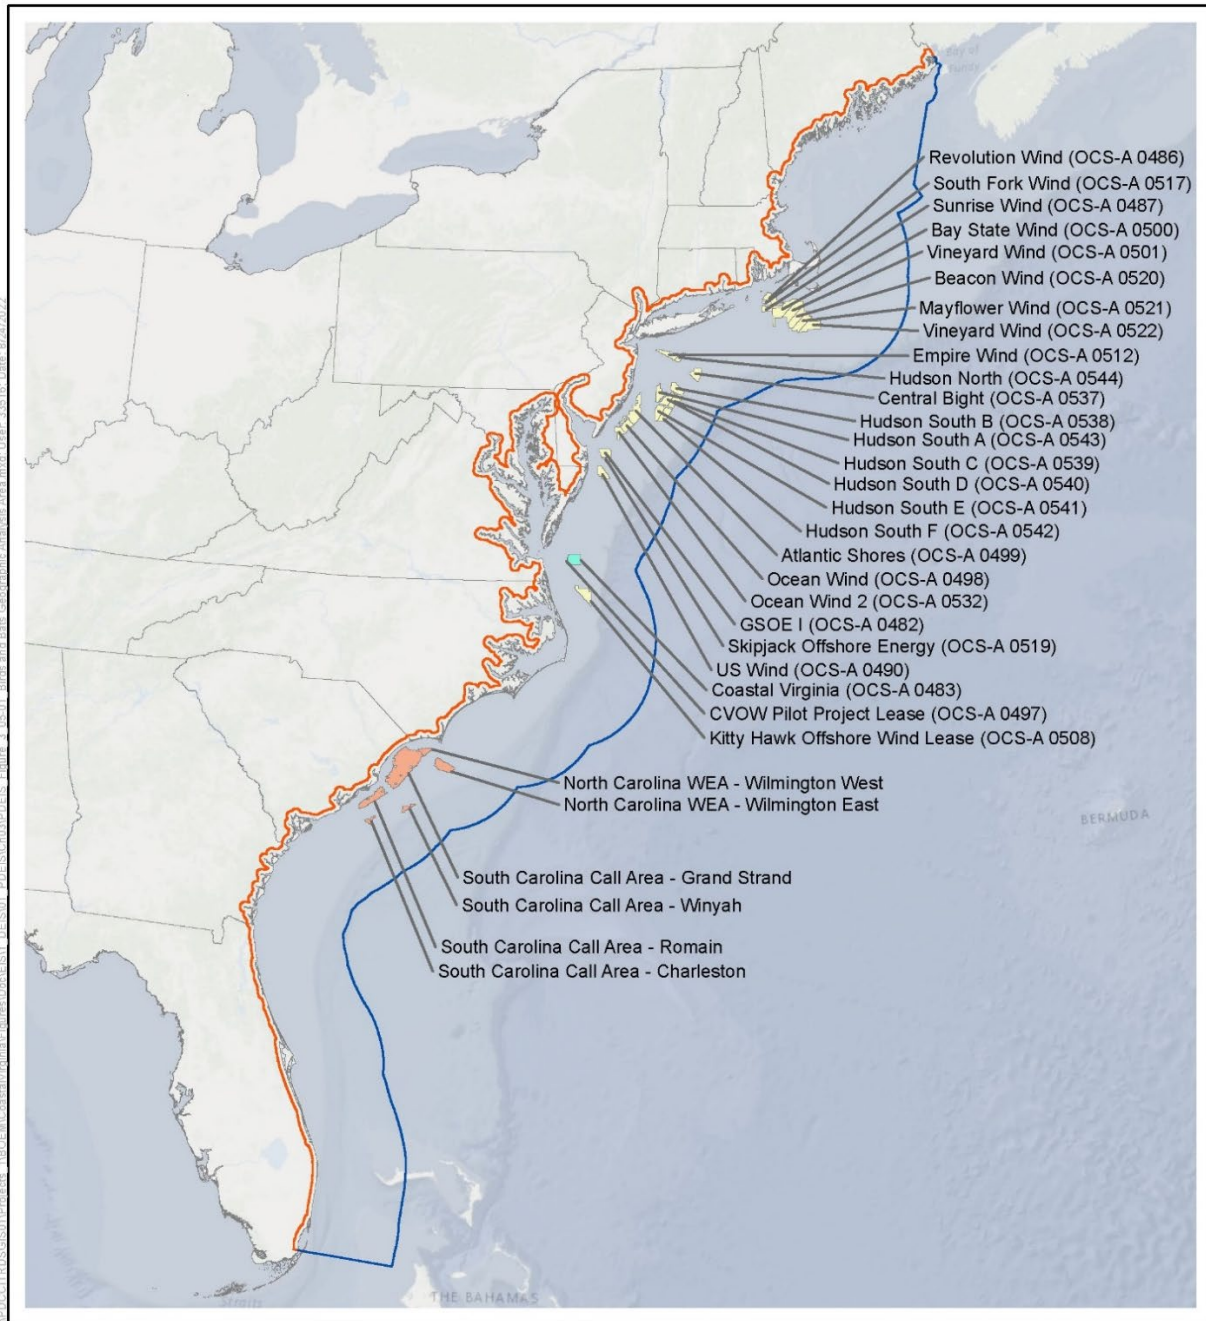 Bay of
Fundy
Revolution Wind (OCS-A 0486)
South Fork Wind (OCS-A 0517)
Sunrise Wind (OCS-A 0487)
Bay State Wind (OCS-A 0500)
Vineyard Wind (OCS-A 0501)
Beacon Wind (OCS-A 0520)
Mayflower Wind (OCS-A 0521)
Vineyard Wind (OCS-A 0522)
Empire Wind (OCS-A 0512)
Hudson North (OCS-A 0544)
Central Bight (OCS-A 0537)
Hudson South B (OCS-A 0538)
Hudson South A (OCS-A 0543)
Hudson South C (OCS-A 0539)
Hudson South D (OCS-A 0540)
Hudson South E (OCS-A 0541)
Hudson South F (OCS-A 0542)
Atlantic Shores (OCS-A 0499)
Ocean Wind (OCS-A 0498)
Ocean Wind 2 (OCS-A 0532)
GSOE I (OCS-A 0482)
Skipjack Offshore Energy (OCS-A 0519)
US Wind (OCS-A 0490)
Coastal Virginia (OCS-A 0483)
CVOW Pilot Project Lease (OCS-A 0497)
Kitty Hawk Offshore Wind Lease (OCS-A 0508)
North Carolina WEA - Wilmington West
North Carolina WEA - Wilmington East
BERMUDA
South Carolina Call Area - Grand Strand
South Carolina Call Area - Winyah
South Carolina Call Area - Romain
South Carolina Call Area - Charleston
THE BAHAMAS
Straits